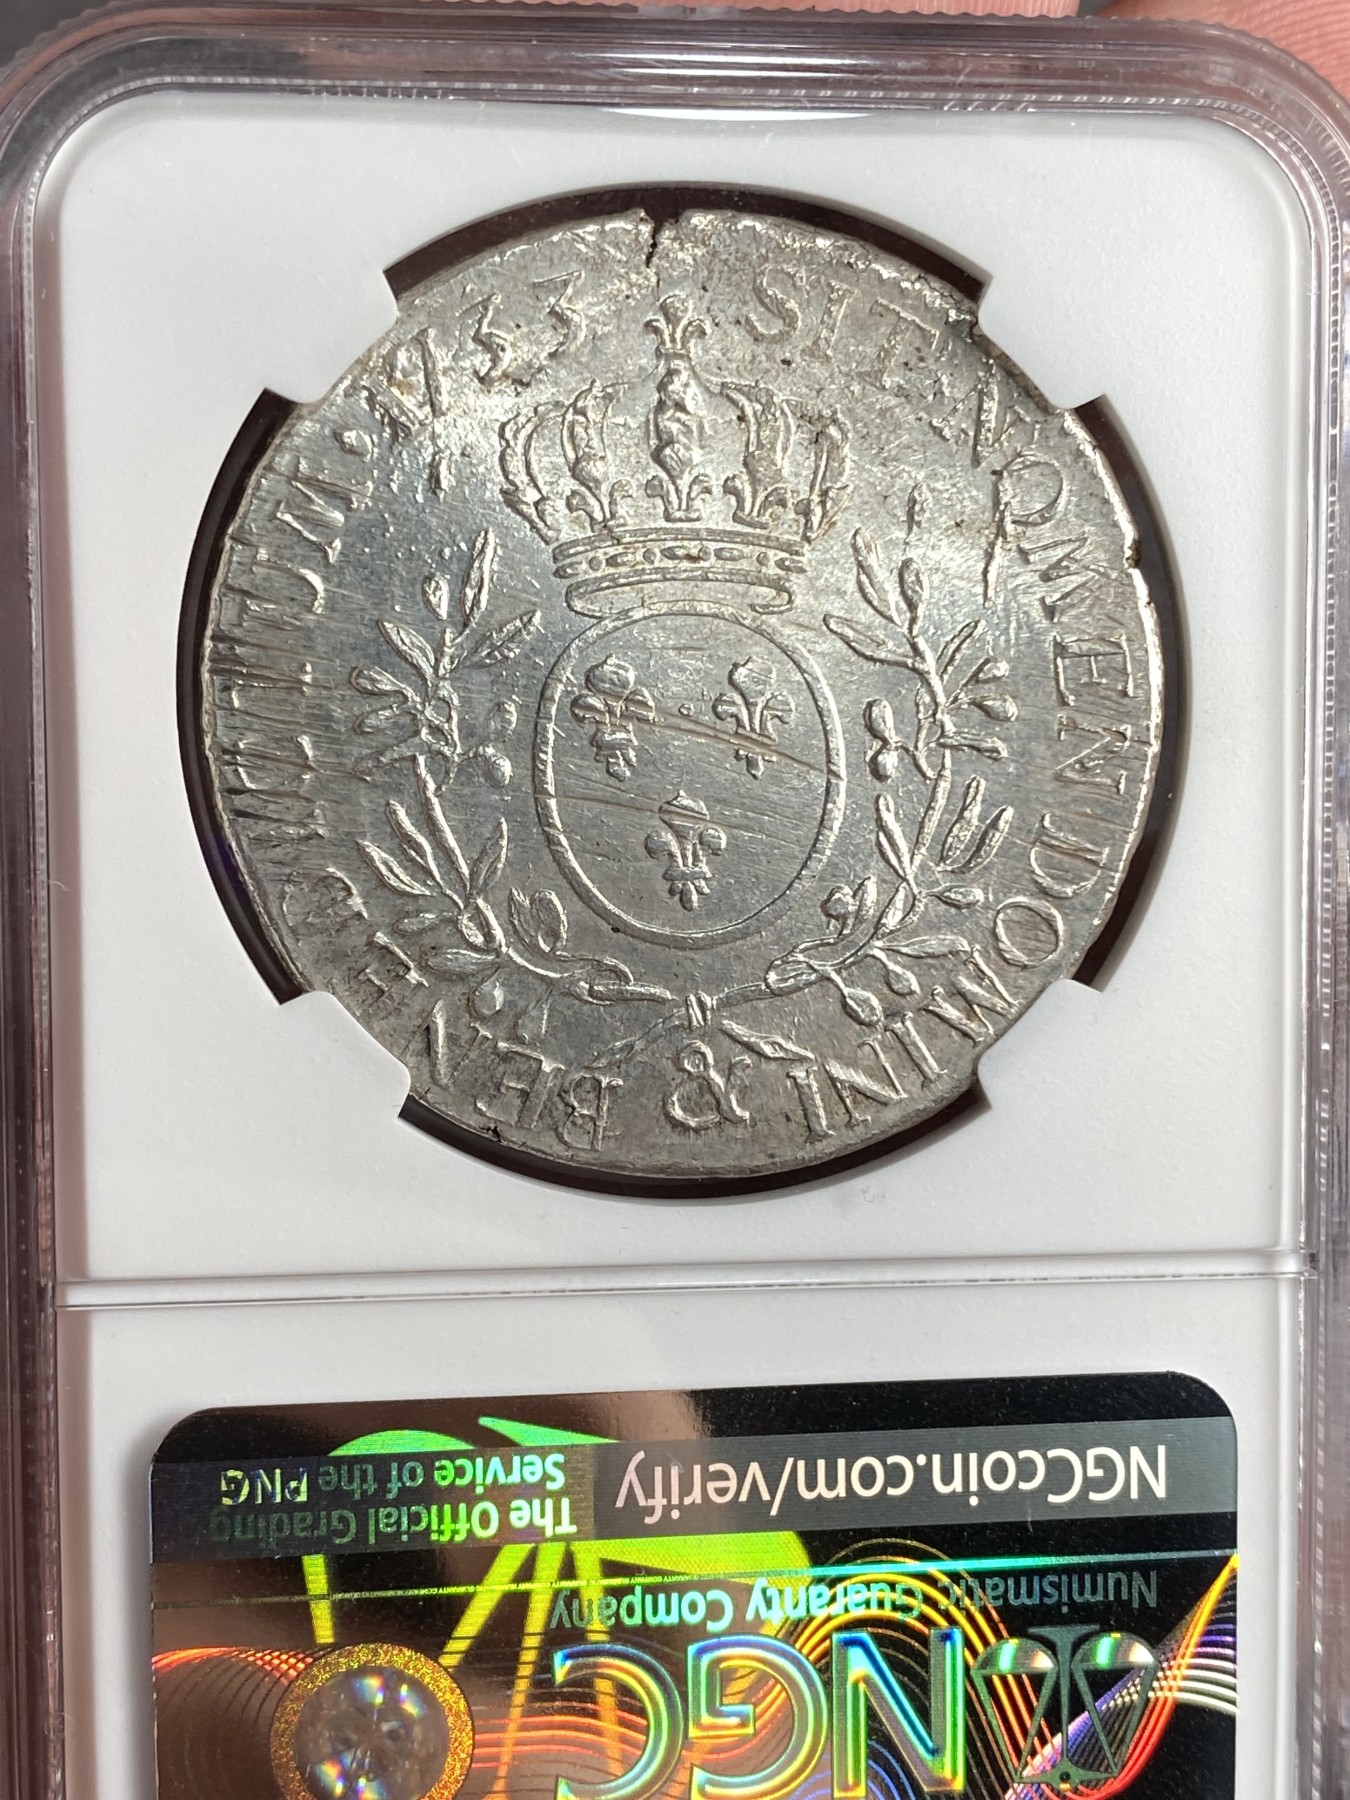 SIT NOMEN DOMINI & BENEDICTUM · 1733
NGCcoin.com/verify
The Official Grading
Service of the PNG
Numismatic Guaranty Company
NGC